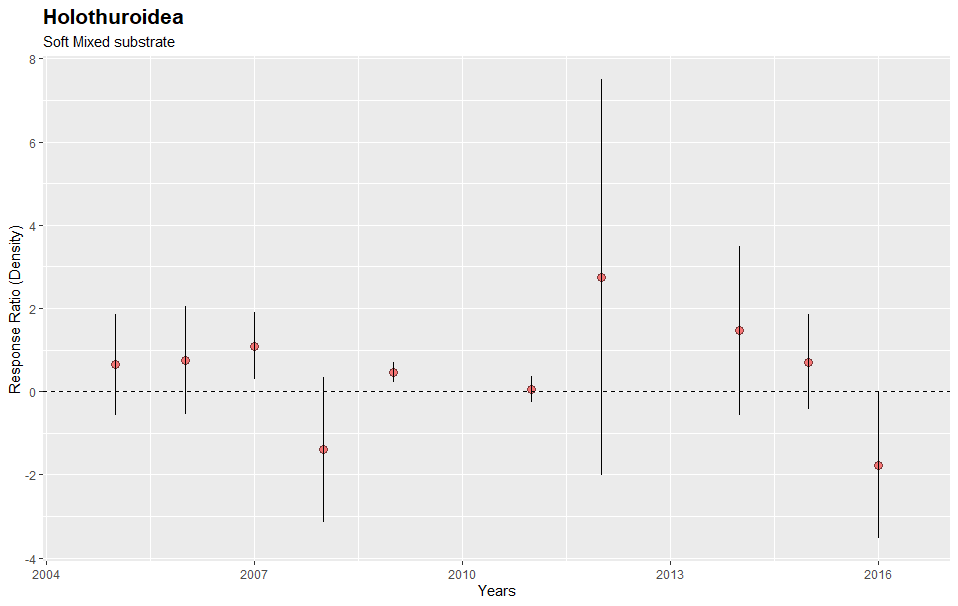 Holothuroidea
Soft Mixed substrate
Response Ratio (Density)
8
6
4
2
0
-2
-4
2004 2007 2010 2013 2016
Years